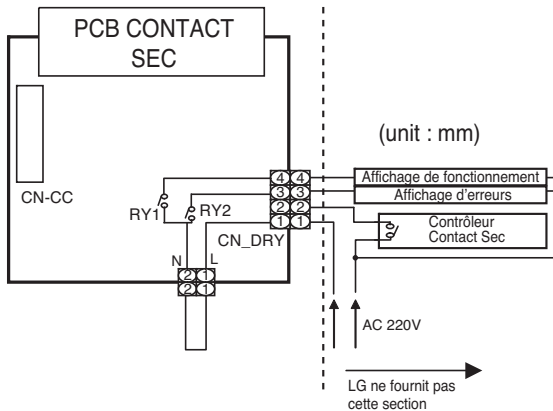 PCB CONTACT
SEC
(unit : mm)
CN-CC
RY1
RY2
4 4
3 3
2 2
1 1
CN_DRY
Affichage de fonctionnement
Affichage d'erreurs
Contrôleur
Contact Sec
N L
2 1
2 1
AC 220V
LG ne fournit pas
cette section